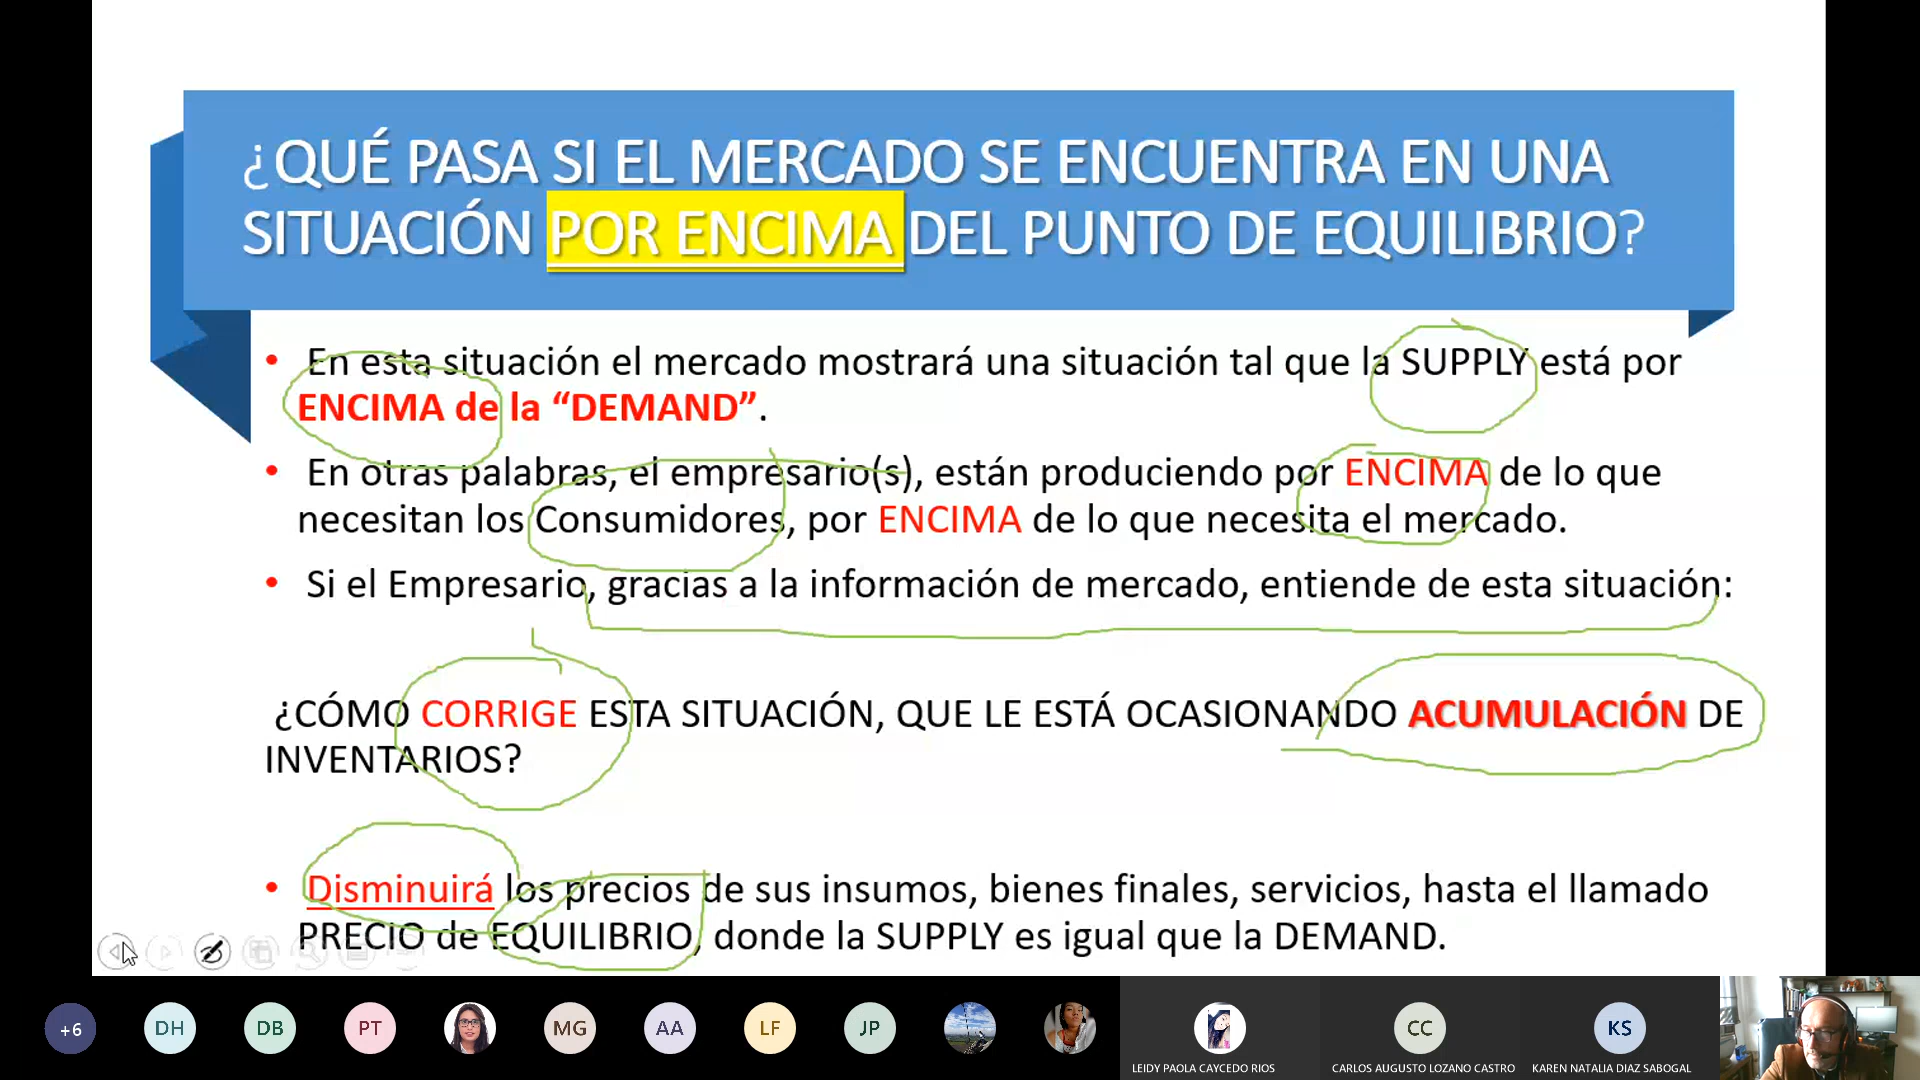 ¿QUÉ PASA SI EL MERCADO SE ENCUENTRA EN UNA
SITUACIÓN POR ENCIMA DEL PUNTO DE EQUILIBRIO?
• En esta situación el mercado mostrará una situación tal que la SUPPLY está por
ENCIMA de la “DEMAND”.
• En otras palabras, el empresario(s), están produciendo por ENCIMA de lo que
necesitan los Consumidores, por ENCIMA de lo que necesita el mercado.
• Si el Empresario, gracias a la información de mercado, entiende de esta situación:
¿CÓMO CORRIGE ESTA SITUACIÓN, QUE LE ESTÁ OCASIONANDO ACUMULACIÓN DE
INVENTARIOS?
• Disminuirá los precios de sus insumos, bienes finales, servicios, hasta el llamado
PRECIO de EQUILIBRIO, donde la SUPPLY es igual que la DEMAND.
+6 DH DB PT MG AA LF JP CC KS
LEIDY PAOLA CAYCEDO RIOS CARLOS AUGUSTO LOZANO CASTRO KAREN NATALIA DIAZ SABOGAL